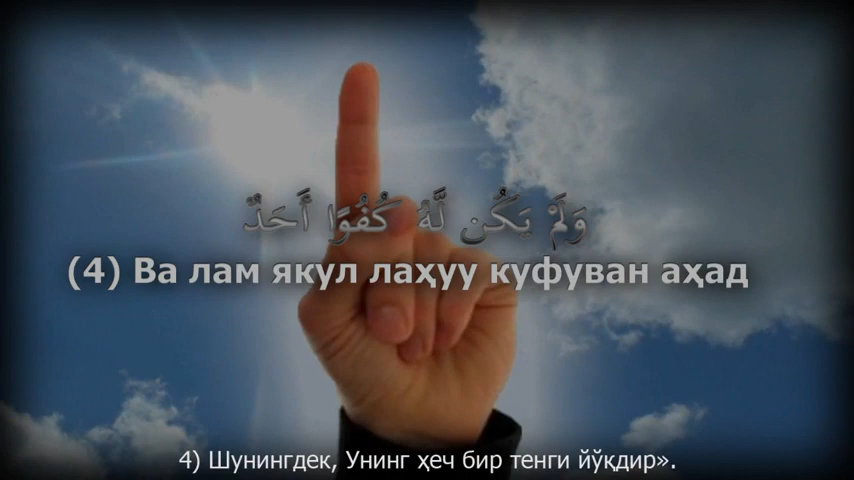 وَلَمْ يَكُن لَّهُ كُفُوًا أَحَدٌ
(4) Ва лам якул лаҳуу куфуван аҳад
4) Шунингдек, Унинг ҳеч бир тенги йўқдир».